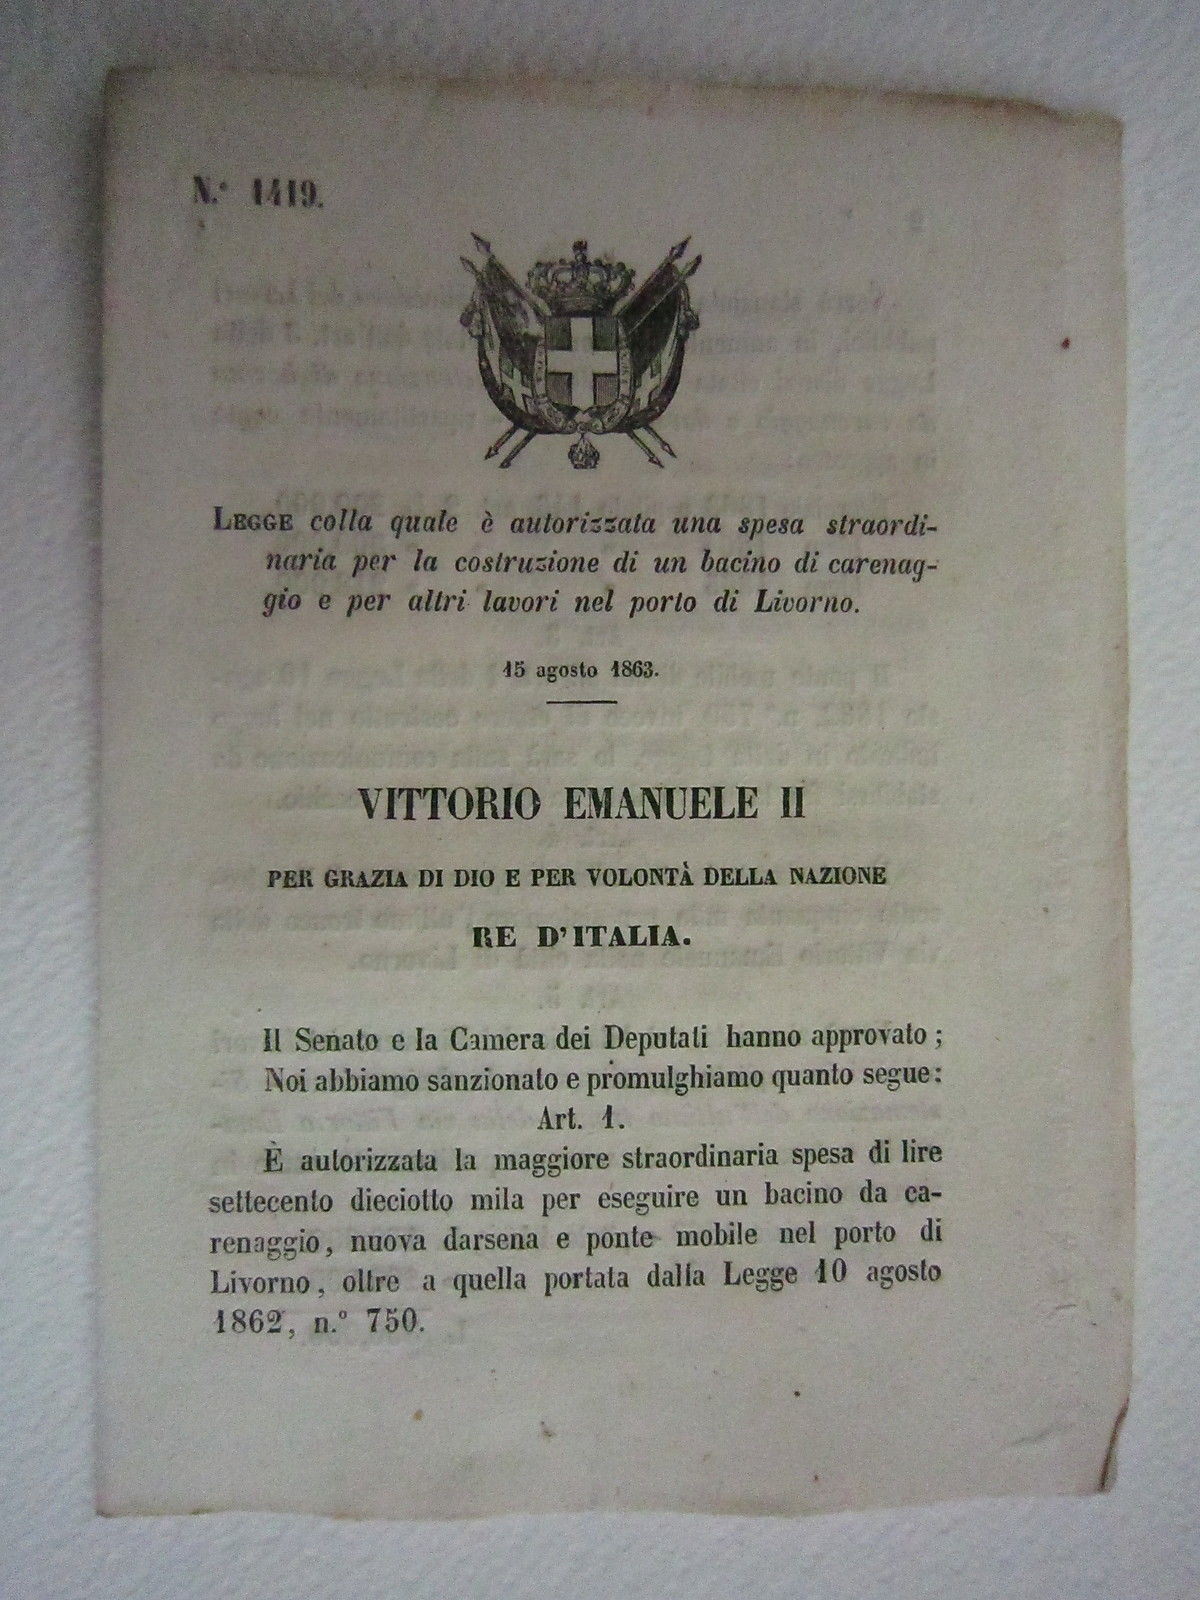 N.º 1419.
LEGGE colla quale è autorizzata una spesa straordi-
naria per la costruzione di un bacino di carenag-
gio e per altri lavori nel porto di Livorno.
15 agosto 1863.
VITTORIO EMANUELE II
PER GRAZIA DI DIO E PER VOLONTÀ DELLA NAZIONE
RE D'ITALIA.
Il Senato e la Camera dei Deputati hanno approvato;
Noi abbiamo sanzionato e promulghiamo quanto segue:
Art. 1.
È autorizzata la maggiore straordinaria spesa di lire
settecento dieciotto mila per eseguire un bacino da ca-
renaggio, nuova darsena e ponte mobile nel porto di
Livorno, oltre a quella portata dalla Legge 10 agosto
1862, n.º 750.